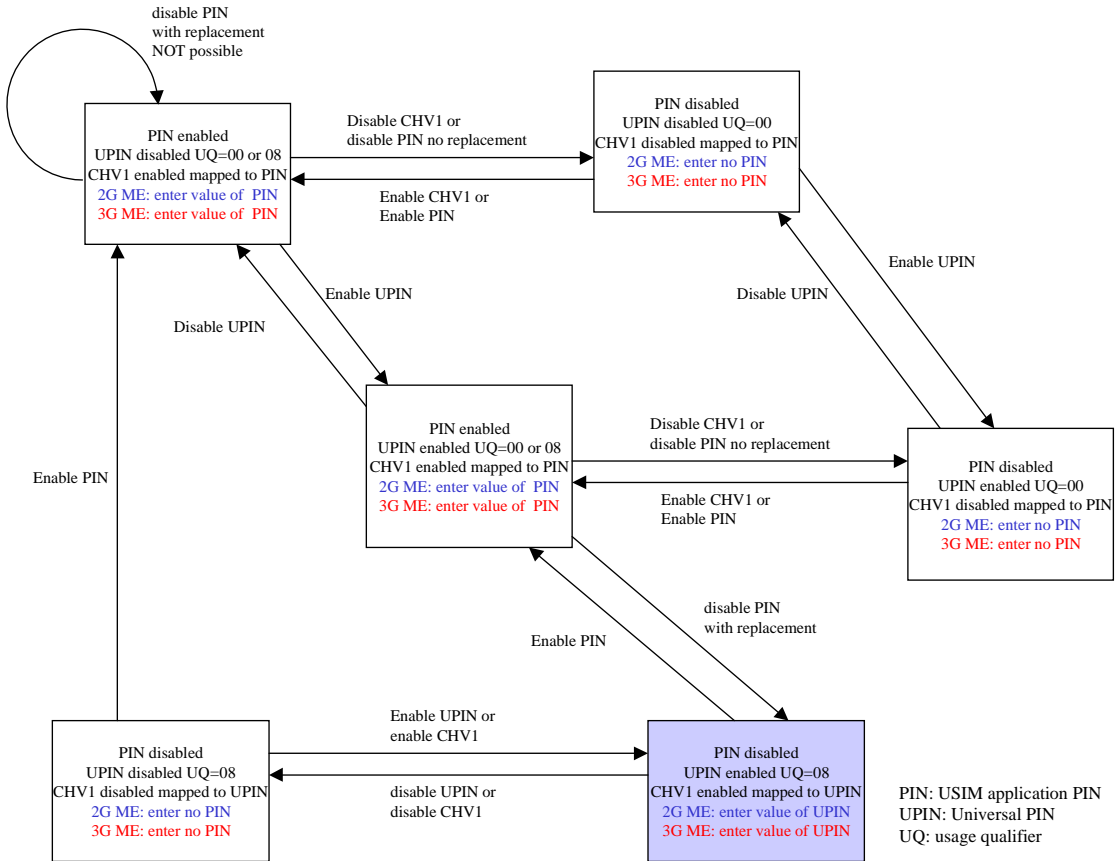 disable PIN
with replacement
NOT possible
PIN enabled
UPIN disabled UQ=00 or 08
CHV1 enabled mapped to PIN
2G ME: enter value of  PIN
3G ME: enter value of  PIN
Disable CHV1 or
disable PIN no replacement
Enable CHV1 or
Enable PIN
PIN disabled
UPIN disabled UQ=00
CHV1 disabled mapped to PIN
2G ME: enter no PIN
3G ME: enter no PIN
Enable UPIN
Disable UPIN
Enable UPIN
Disable UPIN
PIN enabled
UPIN enabled UQ=00 or 08
CHV1 enabled mapped to PIN
2G ME: enter value of  PIN
3G ME: enter value of  PIN
Disable CHV1 or
disable PIN no replacement
Enable CHV1 or
Enable PIN
PIN disabled
UPIN enabled UQ=00
CHV1 disabled mapped to PIN
2G ME: enter no PIN
3G ME: enter no PIN
Enable PIN
disable PIN
with replacement
Enable PIN
PIN disabled
UPIN disabled UQ=08
CHV1 disabled mapped to UPIN
2G ME: enter no PIN
3G ME: enter no PIN
Enable UPIN or
enable CHV1
disable UPIN or
disable CHV1
PIN disabled
UPIN enabled UQ=08
CHV1 enabled mapped to UPIN
2G ME: enter value of UPIN
3G ME: enter value of UPIN
PIN: USIM application PIN
UPIN: Universal PIN
UQ: usage qualifier